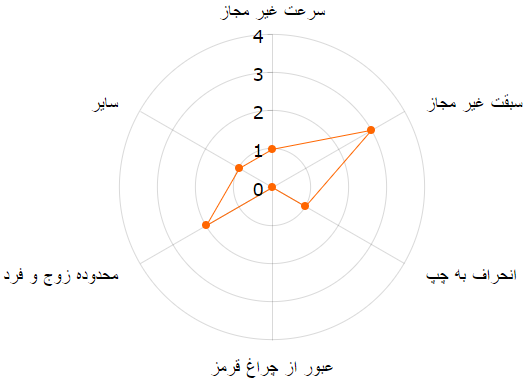 سرعت غیر مجاز
4
3
2
1
0
سبقت غیر مجاز
انحراف به چپ
عبور از چراغ قرمز
محدوده زوج و فرد
سایر